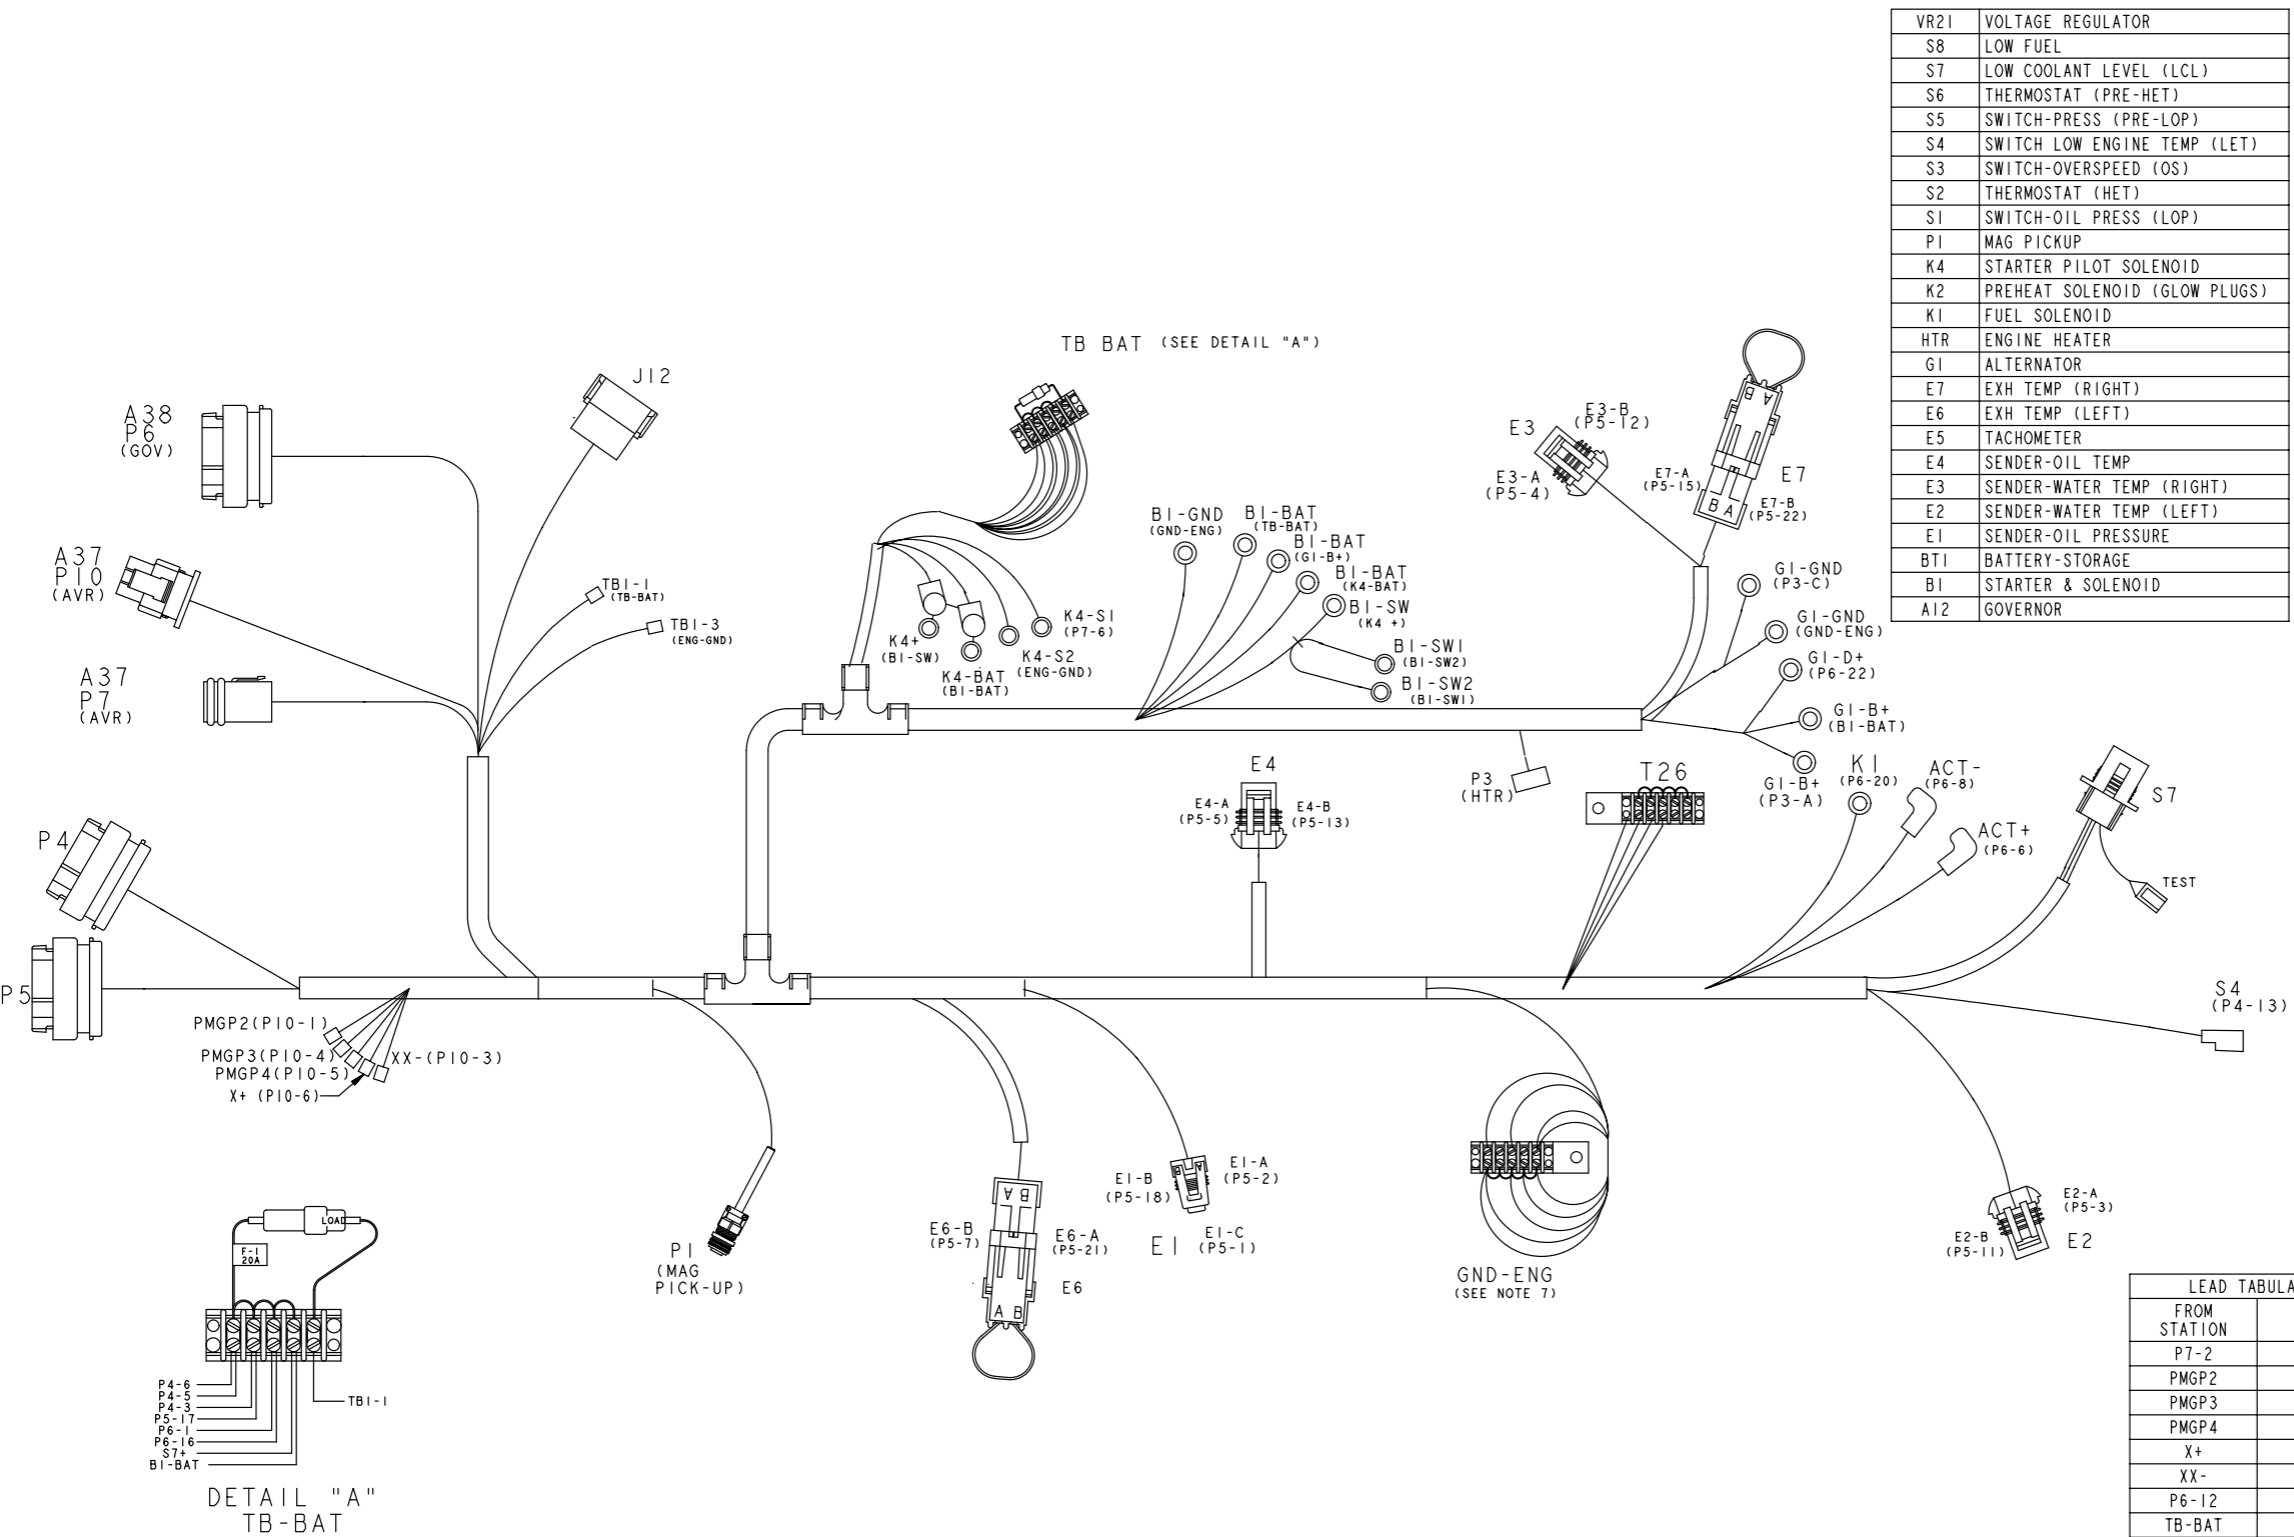 VR21 VOLTAGE REGULATOR
S8 LOW FUEL
S7 LOW COOLANT LEVEL (LCL)
S6 THERMOSTAT (PRE-HET)
S5 SWITCH-PRESS (PRE-LOP)
S4 SWITCH LOW ENGINE TEMP (LET)
S3 SWITCH-OVERSPEED (OS)
S2 THERMOSTAT (HET)
S1 SWITCH-OIL PRESS (LOP)
P1 MAG PICKUP
K4 STARTER PILOT SOLENOID
K2 PREHEAT SOLENOID (GLOW PLUGS)
K1 FUEL SOLENOID
HTR ENGINE HEATER
G1 ALTERNATOR
E7 EXH TEMP (RIGHT)
E6 EXH TEMP (LEFT)
E5 TACHOMETER
E4 SENDER-OIL TEMP
E3 SENDER-WATER TEMP (RIGHT)
E2 SENDER-WATER TEMP (LEFT)
E1 SENDER-OIL PRESSURE
BT1 BATTERY-STORAGE
B1 STARTER & SOLENOID
A12 GOVERNOR
TB BAT (SEE DETAIL "A")
J12
A38
P6
(GOV)
A37
P10
(AVR)
A37
P7
(AVR)
TB1-1
(TB-BAT)
TB1-3
(ENG-GND)
K4+
(B1-SW)
K4-BAT
(B1-BAT)
K4-S2
(ENG-GND)
K4-S1
(P7-6)
B1-GND
(GND-ENG)
B1-BAT
(TB-BAT)
B1-BAT
(G1-B+)
B1-BAT
(K4-BAT)
B1-SW
(K4 +)
B1-SW1
(B1-SW2)
B1-SW2
(B1-SW1)
E3
E3-B
(P5-12)
E3-A
(P5-4)
B A
E7
E7-A
(P5-15)
B A
E7-B
(P5-22)
G1-GND
(P3-C)
G1-GND
(GND-ENG)
G1-D+
(P6-22)
G1-B+
(B1-BAT)
G1-B+
(P3-A)
P3
(HTR)
E4
E4-A
(P5-5)
E4-B
(P5-13)
T26
K1
(P6-20)
ACT-
(P6-8)
ACT+
(P6-6)
S7
TEST
S4
(P4-13)
P4
P5
PMGP2(P10-1)
PMGP3(P10-4)
PMGP4(P10-5)
X+ (P10-6)
XX-(P10-3)
P1
(MAG
PICK-UP)
B A
E6-B
(P5-7)
E6-A
(P5-21)
E6
A B
E1-B
(P5-18)
E1-A
(P5-2)
E1
E1-C
(P5-1)
GND-ENG
(SEE NOTE 7)
E2-A
(P5-3)
E2-B
(P5-11)
E2
LOAD
F-1
20A
P4-6
P4-5
P4-3
P5-17
P6-1
P6-16
S7+
B1-BAT
TB1-1
DETAIL "A"
TB-BAT
LEAD TABULA
FROM
STATION
P7-2
PMGP2
PMGP3
PMGP4
X+
XX-
P6-12
TB-BAT